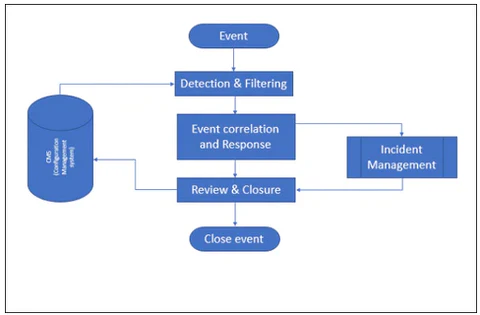 Event
Detection & Filtering
Event correlation
and Response
Incident
Management
CMS
(Configuration
Management
system)
Review & Closure
Close event